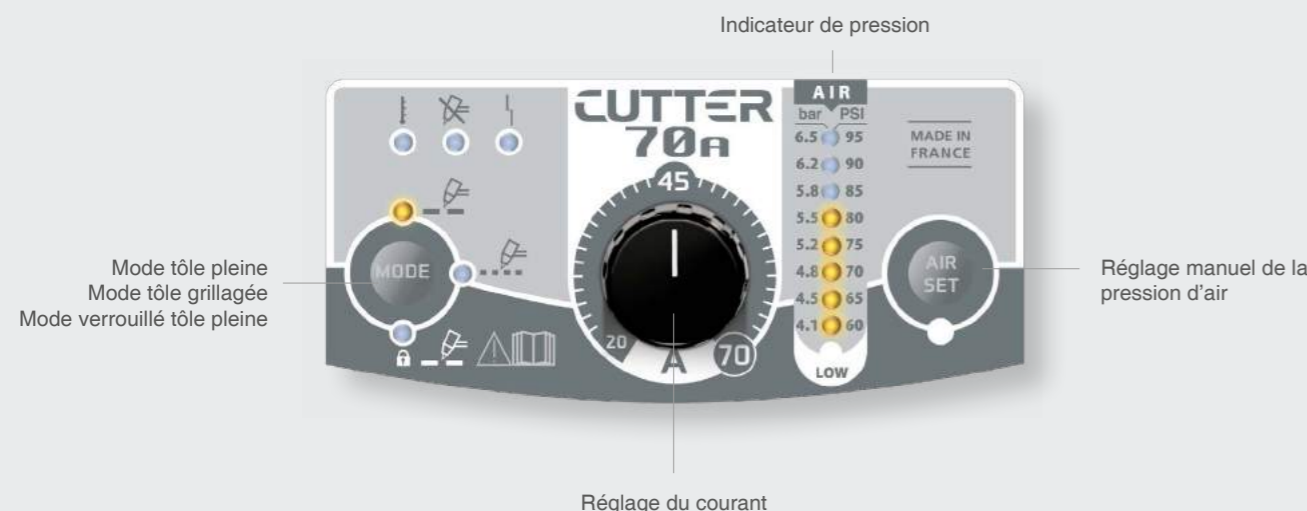 Indicateur de pression
AIR
bar PSI
CUTTER
70A
6.5 95
6.2 90
5.8 85
5.5 80
5.2 75
4.8 70
4.5 65
4.1 60
LOW
MADE IN
FRANCE
45
20
A
70
MODE
AIR
SET
Mode tôle pleine
Mode tôle grillagée
Mode verrouillé tôle pleine
Réglage manuel de la
pression d'air
Réglage du courant